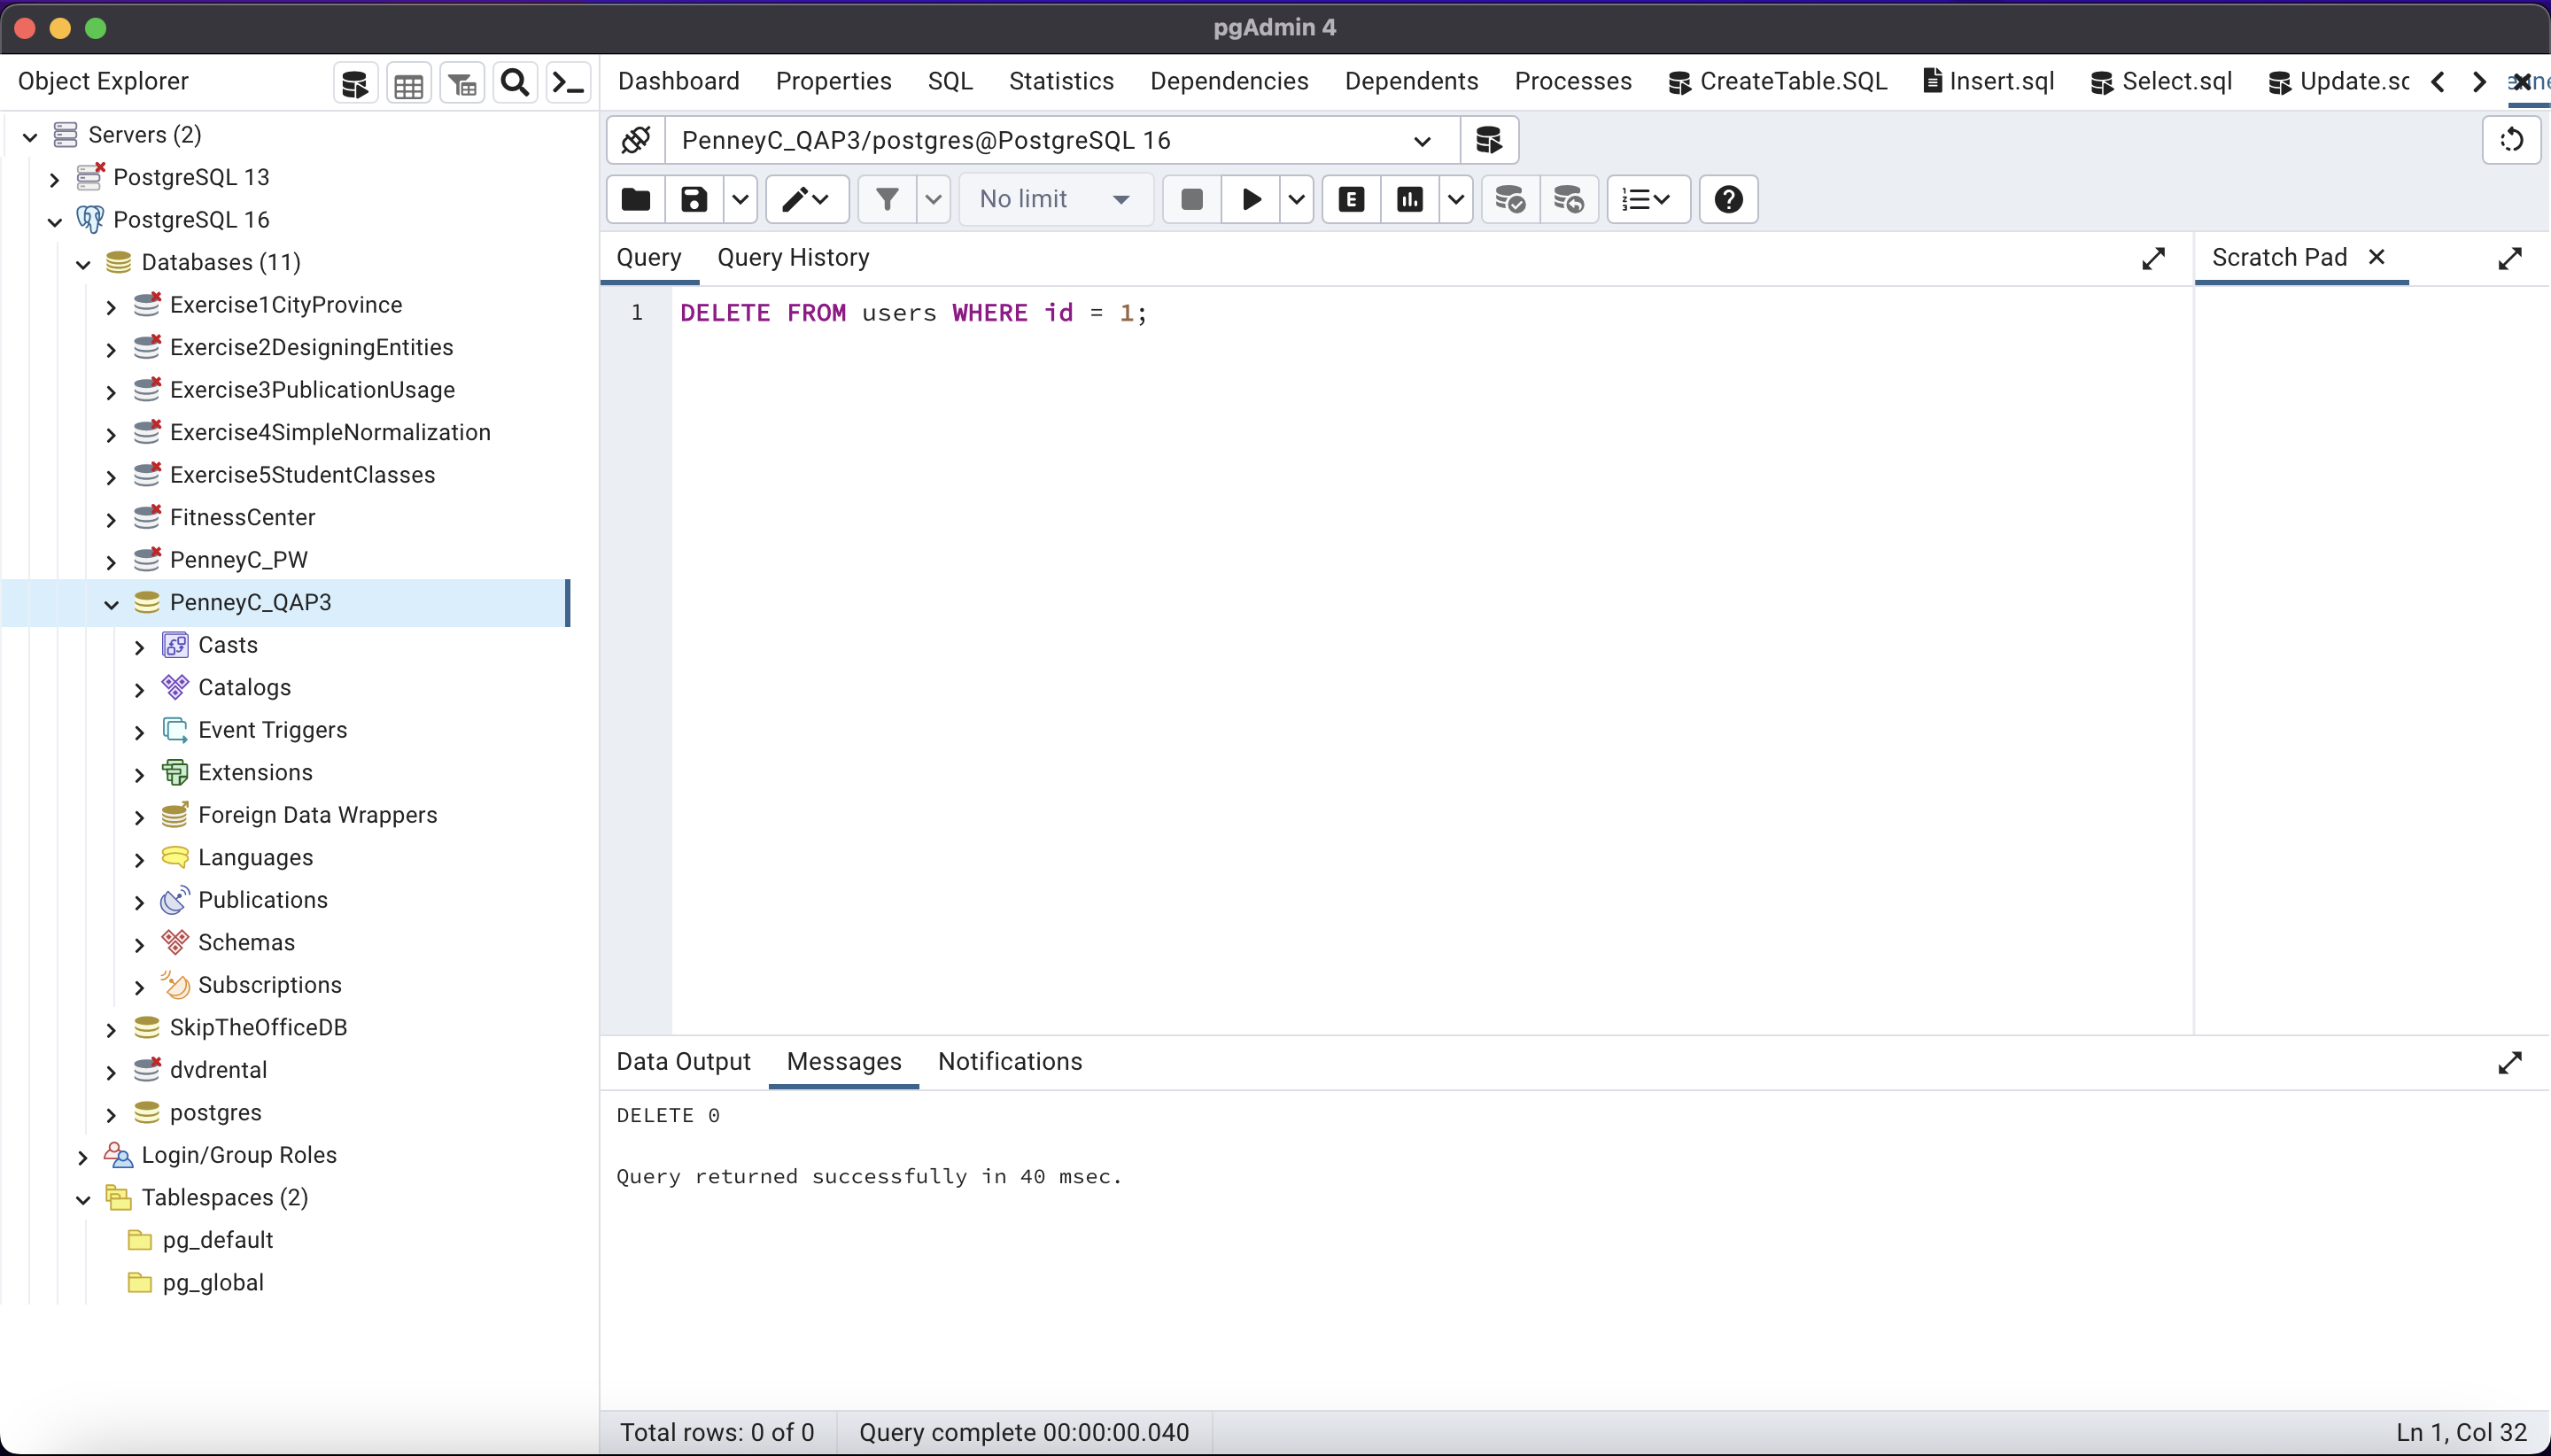 pgAdmin 4
Object Explorer
Dashboard Properties SQL Statistics Dependencies Dependents Processes CreateTable.SQL Insert.sql Select.sql
Servers (2)
PostgreSQL 13
PostgreSQL 16
Databases (11)
Exercise1CityProvince
Exercise2DesigningEntities
Exercise3PublicationUsage
Exercise4SimpleNormalization
Exercise5StudentClasses
FitnessCenter
PenneyC_PW
PenneyC_QAP3
Casts
Catalogs
Event Triggers
Extensions
Foreign Data Wrappers
Languages
Publications
Schemas
Subscriptions
SkipTheOfficeDB
dvdrental
postgres
Login/Group Roles
Tablespaces (2)
pg_default
pg_global
PenneyC_QAP3/postgres@PostgreSQL 16
No limit
E
Query Query History
Scratch Pad
1 DELETE FROM users WHERE id = 1;
Data Output Messages Notifications
DELETE 0
Query returned successfully in 40 msec.
Total rows: 0 of 0 Query complete 00:00:00.040 Ln 1, Col 32